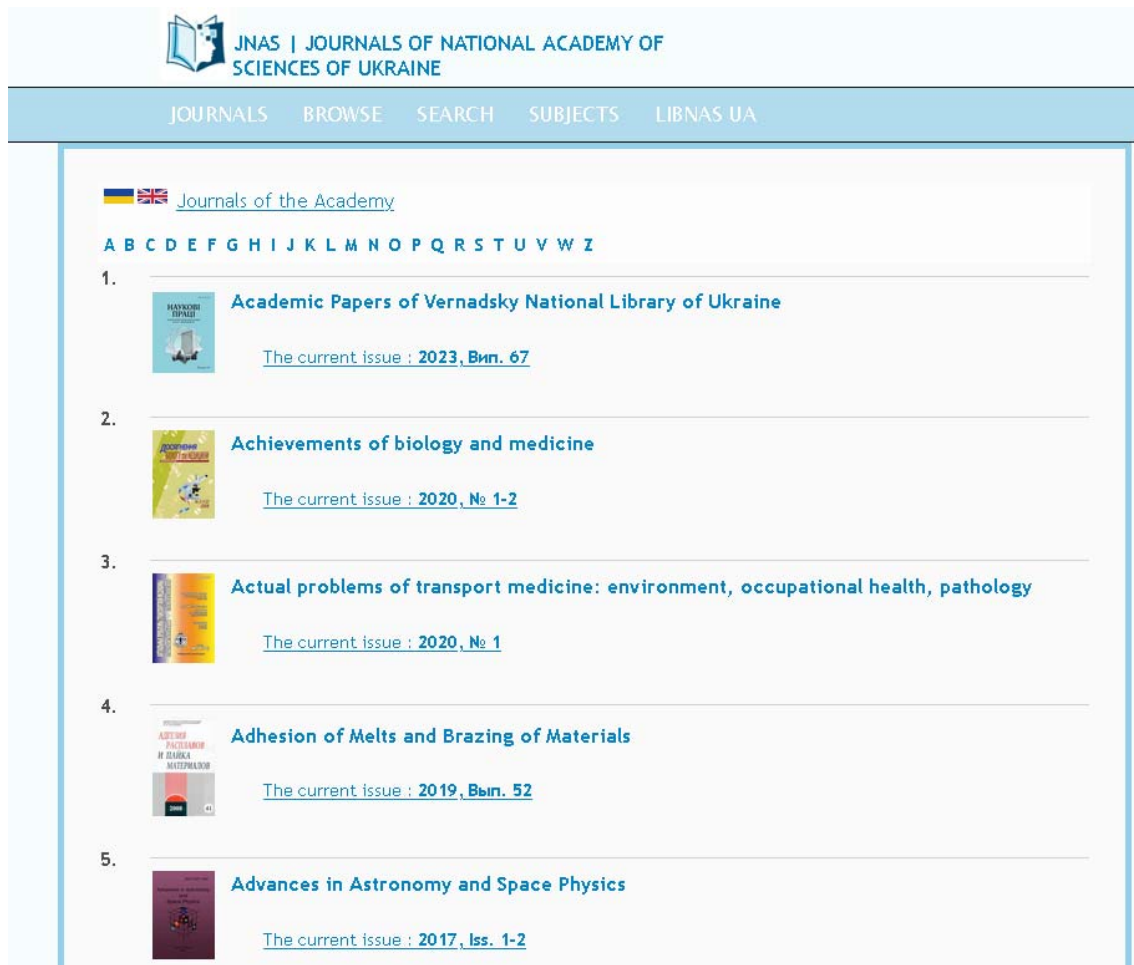 JNAS | JOURNALS OF NATIONAL ACADEMY OF
SCIENCES OF UKRAINE
JOURNALS BROWSE SEARCH SUBJECTS LIBNAS UA
Journals of the Academy
A B C D E F G H I J K L M N O P Q R S T U V W Z
1.
НАУКОВІ
ПРАЦІ
Academic Papers of Vernadsky National Library of Ukraine
The current issue : 2023, Вип. 67
2.
Achievements of biology and medicine
The current issue : 2020, № 1-2
3.
Actual problems of transport medicine: environment, occupational health, pathology
The current issue : 2020, № 1
4.
АДГЕЗИЯ
РАСПЛАВОВ
И ПАЙКА
МАТЕРИАЛОВ
2008 41
Adhesion of Melts and Brazing of Materials
The current issue : 2019, Вып. 52
5.
Advances in Astronomy and Space Physics
The current issue : 2017, Iss. 1-2